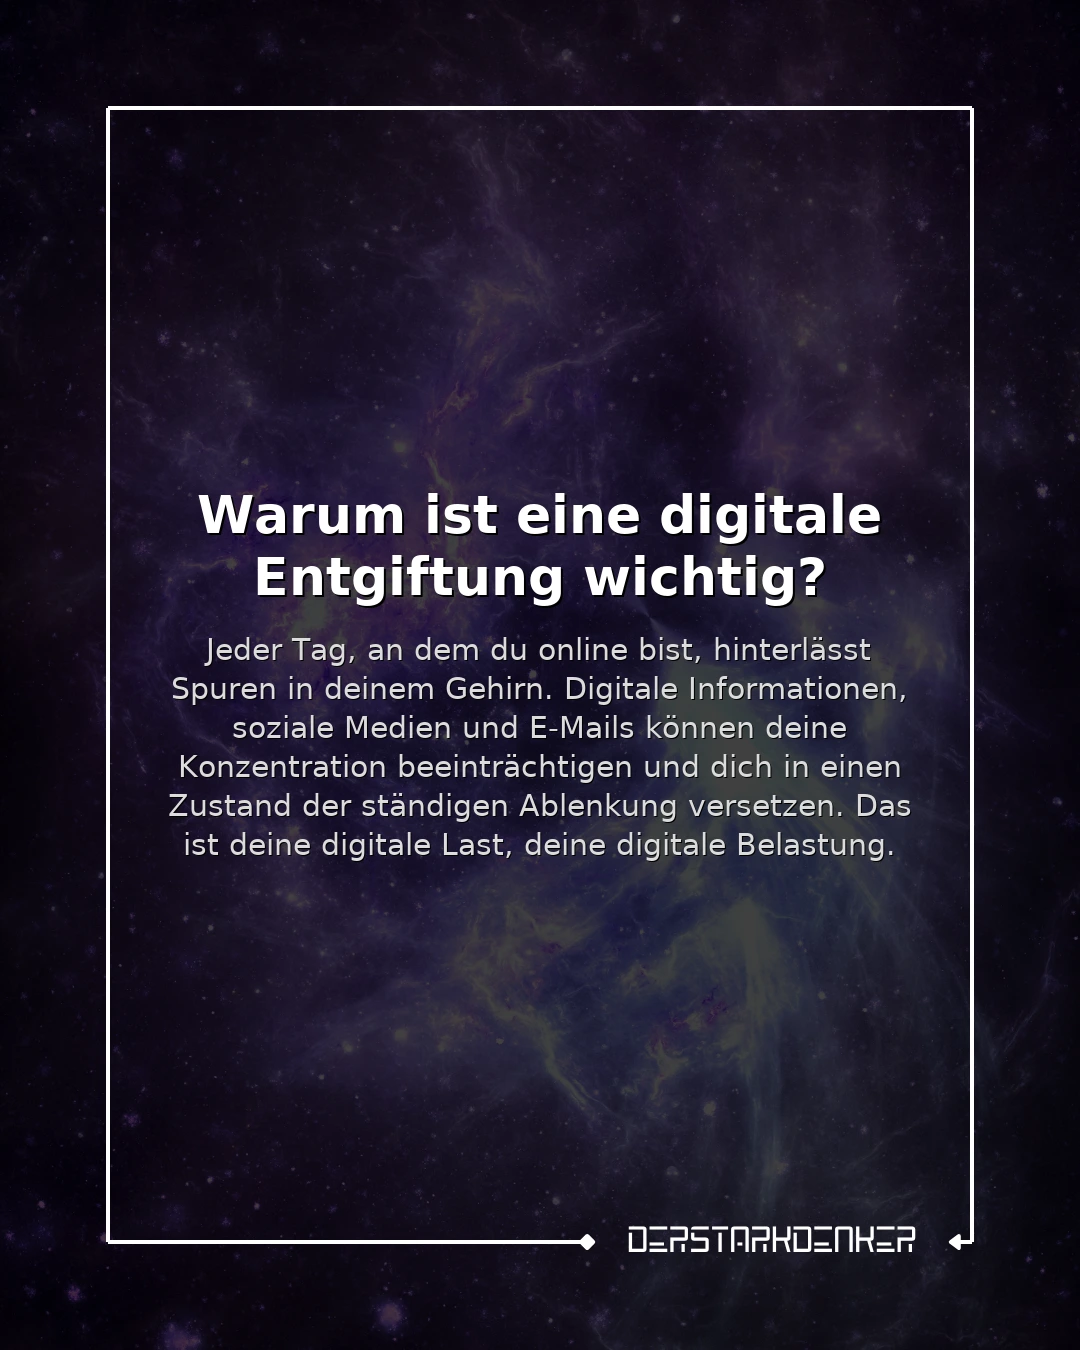 Warum ist eine digitale
Entgiftung wichtig?
Jeder Tag, an dem du online bist, hinterlässt
Spuren in deinem Gehirn. Digitale Informationen,
soziale Medien und E-Mails können deine
Konzentration beeinträchtigen und dich in einen
Zustand der ständigen Ablenkung versetzen. Das
ist deine digitale Last, deine digitale Belastung.
DERSTARKDENKER